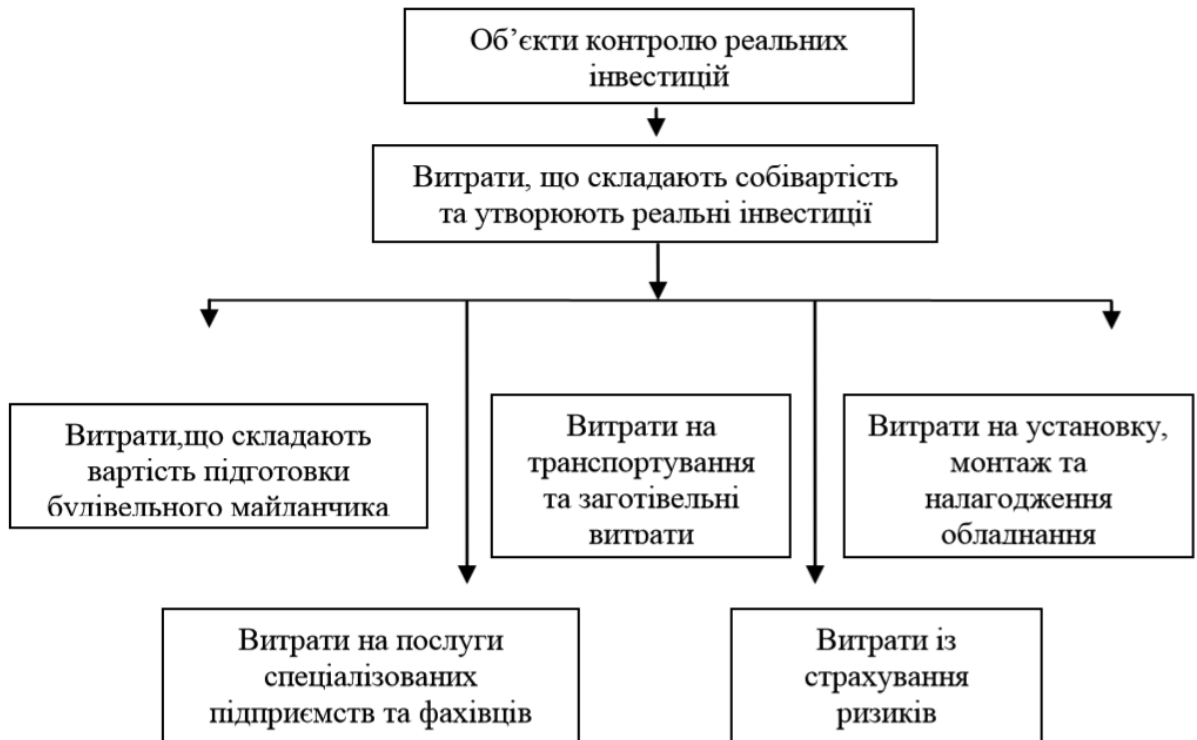 Об’єкти контролю реальних
інвестицій
Витрати, що складають собівартість
та утворюють реальні інвестиції
Витрати,що складають
вартість підготовки
будівельного майданчика
Витрати на
транспортування
та заготівельні
витрати
Витрати на установку,
монтаж та
налагодження
обладнання
Витрати на послуги
спеціалізованих
підприємств та фахівців
Витрати із
страхування
ризиків